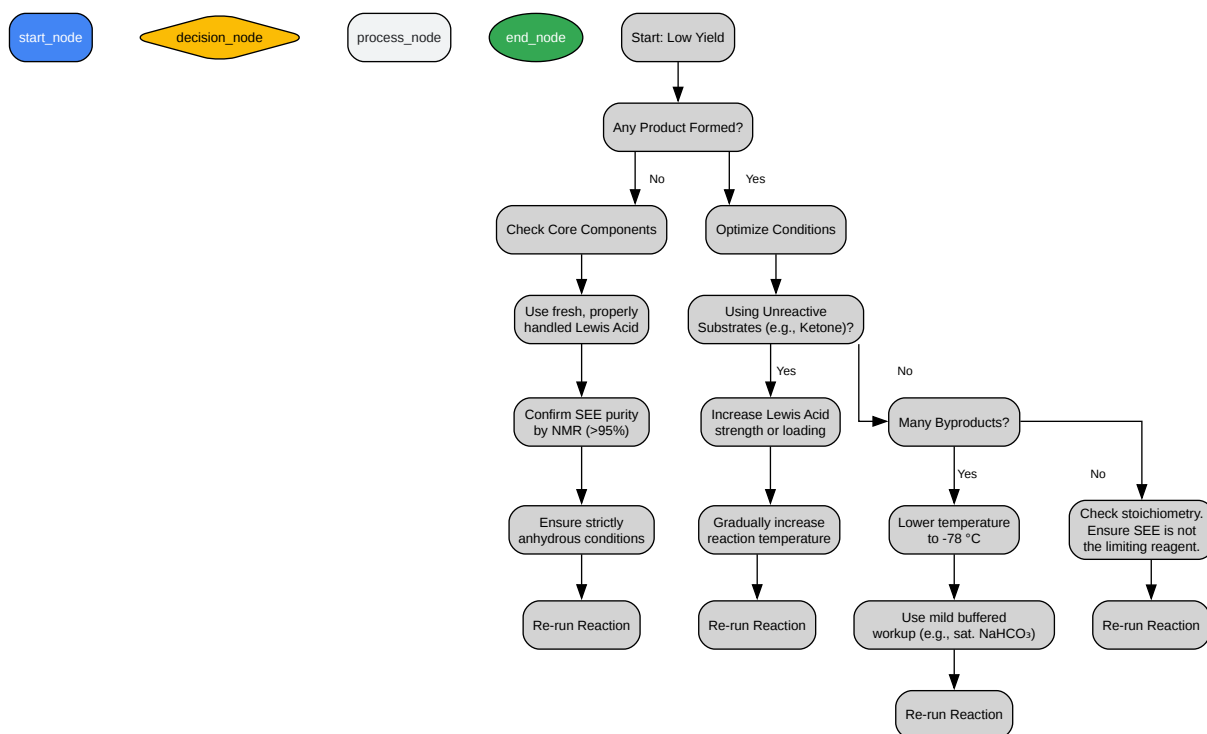 start_node
decision_node
process_node
end_node
Start: Low Yield
Any Product Formed?
No
Yes
Check Core Components
Optimize Conditions
Use fresh, properly
handled Lewis Acid
Using Unreactive
Substrates (e.g., Ketone)?
Yes
No
Confirm SEE purity
by NMR (>95%)
Increase Lewis Acid
strength or loading
Many Byproducts?
Yes
No
Ensure strictly
anhydrous conditions
Gradually increase
reaction temperature
Lower temperature
to -78 °C
Check stoichiometry.
Ensure SEE is not
the limiting reagent.
Re-run Reaction
Re-run Reaction
Use mild buffered
workup (e.g., sat. NaHCO₃)
Re-run Reaction
Re-run Reaction